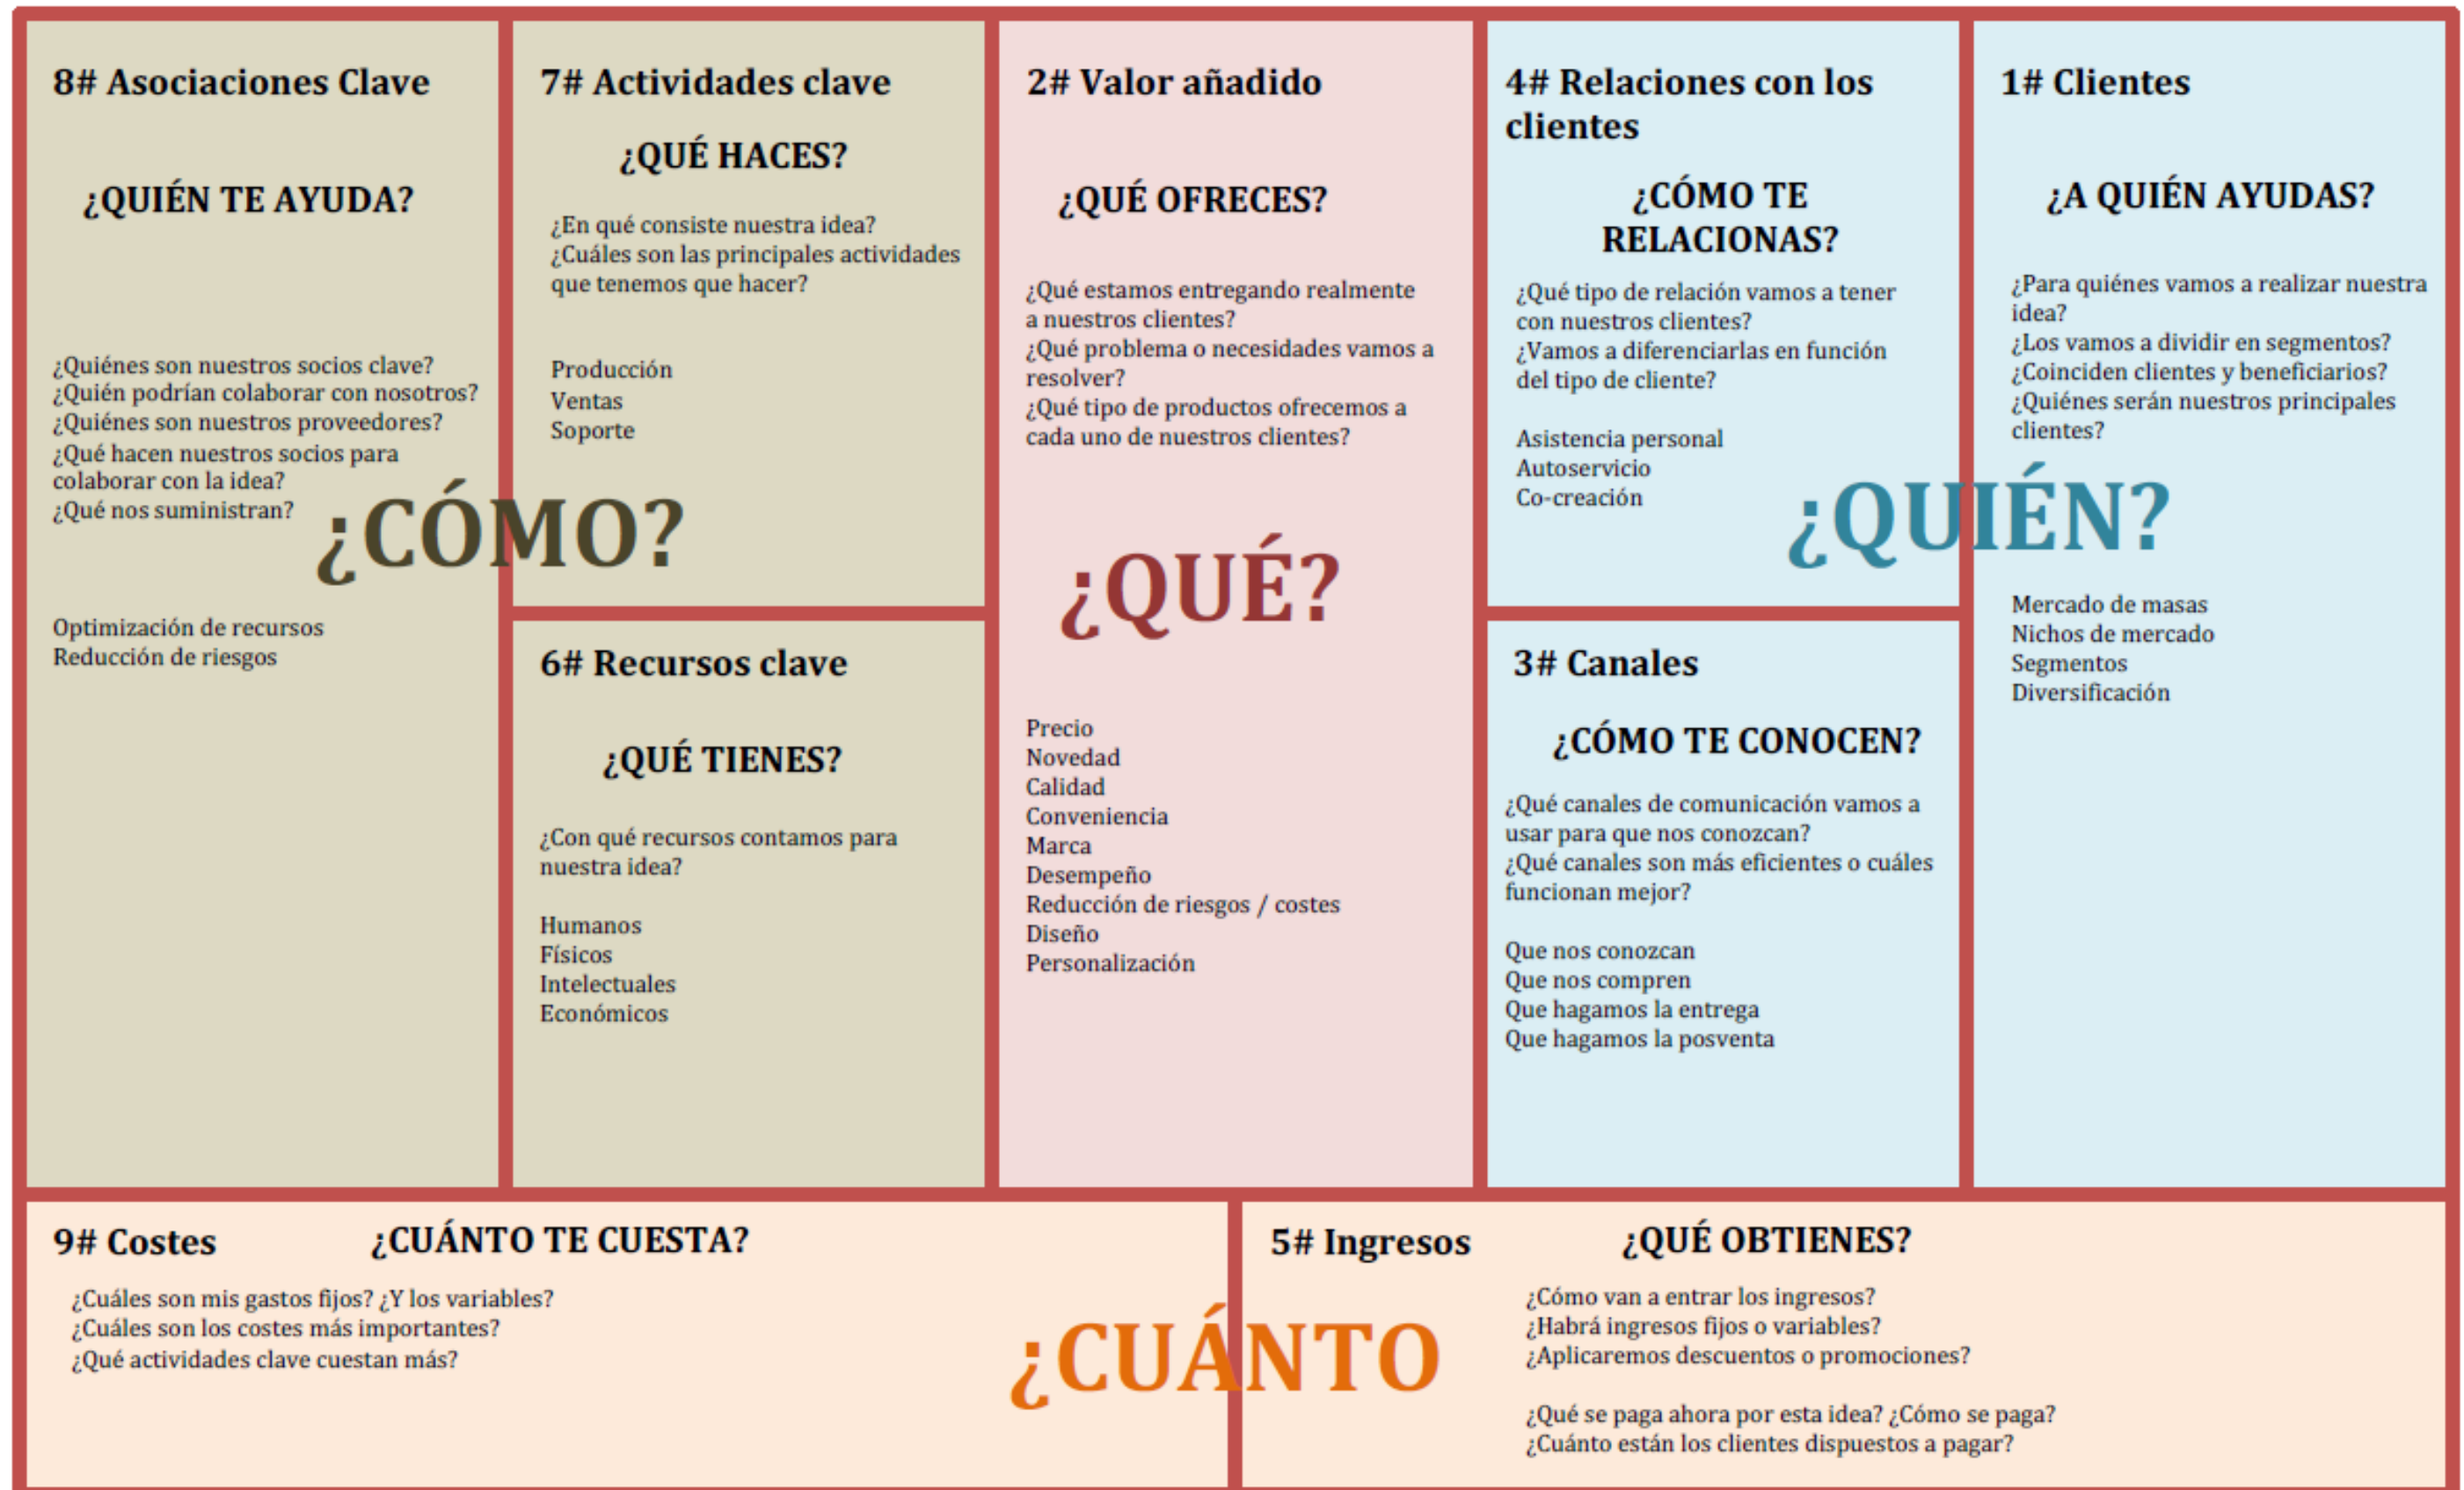 8# Asociaciones Clave
¿QUIÉN TE AYUDA?
¿Quiénes son nuestros socios clave?
¿Quién podrían colaborar con nosotros?
¿Quiénes son nuestros proveedores?
¿Qué hacen nuestros socios para
colaborar con la idea?
¿Qué nos suministran?
Optimización de recursos
Reducción de riesgos
¿CÓMO?
7# Actividades clave
¿QUÉ HACES?
¿En qué consiste nuestra idea?
¿Cuáles son las principales actividades
que tenemos que hacer?
Producción
Ventas
Soporte
6# Recursos clave
¿QUÉ TIENES?
¿Con qué recursos contamos para
nuestra idea?
Humanos
Físicos
Intelectuales
Económicos
2# Valor añadido
¿QUÉ OFRECES?
¿Qué estamos entregando realmente
a nuestros clientes?
¿Qué problema o necesidades vamos a
resolver?
¿Qué tipo de productos ofrecemos a
cada uno de nuestros clientes?
¿QUÉ?
Precio
Novedad
Calidad
Conveniencia
Marca
Desempeño
Reducción de riesgos / costes
Diseño
Personalización
4# Relaciones con los
clientes
¿CÓMO TE
RELACIONAS?
¿Qué tipo de relación vamos a tener
con nuestros clientes?
¿Vamos a diferenciarlas en función
del tipo de cliente?
Asistencia personal
Autoservicio
Co-creación
¿QUIÉN?
3# Canales
¿CÓMO TE CONOCEN?
¿Qué canales de comunicación vamos a
usar para que nos conozcan?
¿Qué canales son más eficientes o cuáles
funcionan mejor?
Que nos conozcan
Que nos compren
Que hagamos la entrega
Que hagamos la posventa
1# Clientes
¿A QUIÉN AYUDAS?
¿Para quiénes vamos a realizar nuestra
idea?
¿Los vamos a dividir en segmentos?
¿Coinciden clientes y beneficiarios?
¿Quiénes serán nuestros principales
clientes?
Mercado de masas
Nichos de mercado
Segmentos
Diversificación
9# Costes
¿CUÁNTO TE CUESTA?
¿Cuáles son mis gastos fijos? ¿Y los variables?
¿Cuáles son los costes más importantes?
¿Qué actividades clave cuestan más?
¿CUÁNTO
5# Ingresos
¿QUÉ OBTIENES?
¿Cómo van a entrar los ingresos?
¿Habrá ingresos fijos o variables?
¿Aplicaremos descuentos o promociones?
¿Qué se paga ahora por esta idea? ¿Cómo se paga?
¿Cuánto están los clientes dispuestos a pagar?